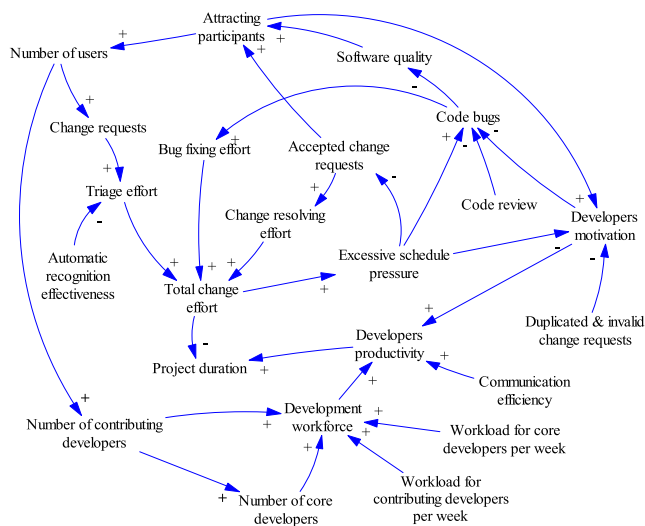 Attracting
participants
Number of users
Software quality
Change requests
Bug fixing effort
Accepted change
requests
Code bugs
Triage effort
Change resolving
effort
Code review
Developers
motivation
Automatic
recognition
effectiveness
Total change
effort
Excessive schedule
pressure
Duplicated & invalid
change requests
Project duration
Developers
productivity
Communication
efficiency
Number of contributing
developers
Development
workforce
Workload for core
developers per week
Workload for
contributing developers
per week
Number of core
developers